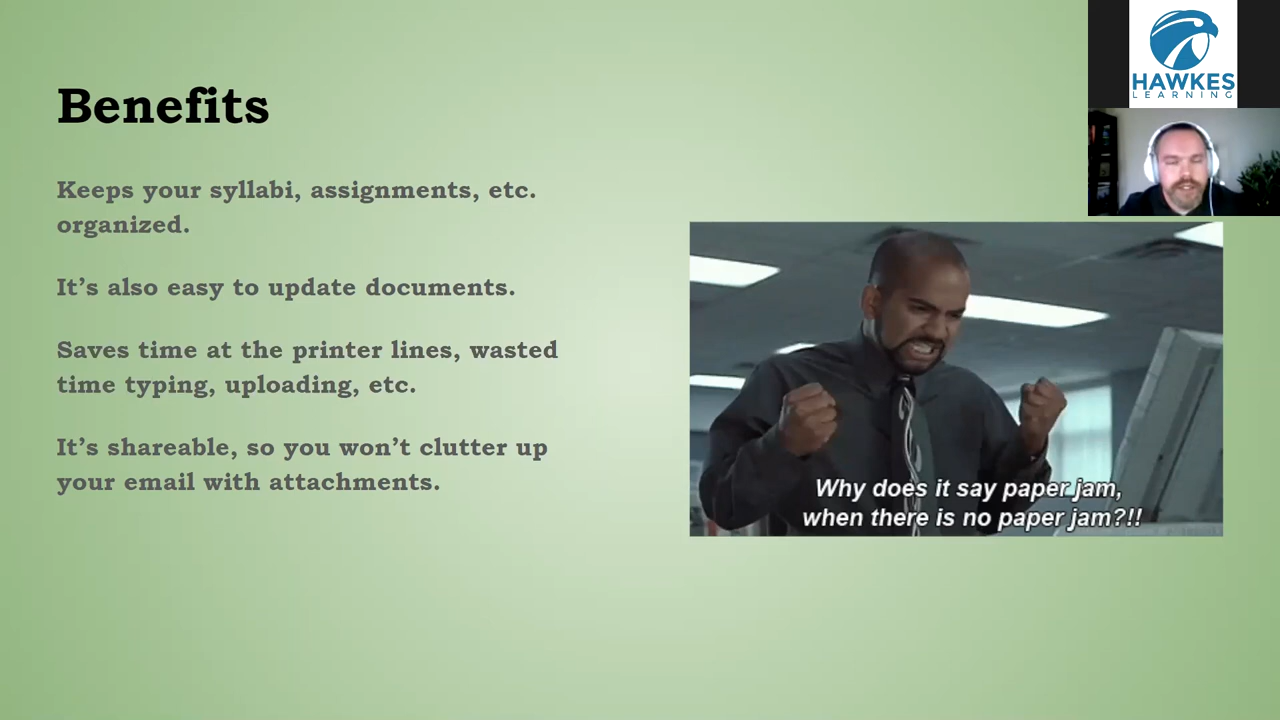 Benefits
Keeps your syllabi, assignments, etc.
organized.
It's also easy to update documents.
Saves time at the printer lines, wasted
time typing, uploading, etc.
It's shareable, so you won't clutter up
your email with attachments.
HAWKES
LEARNING
Why does it say paper jam,
when there is no paper jam?!!